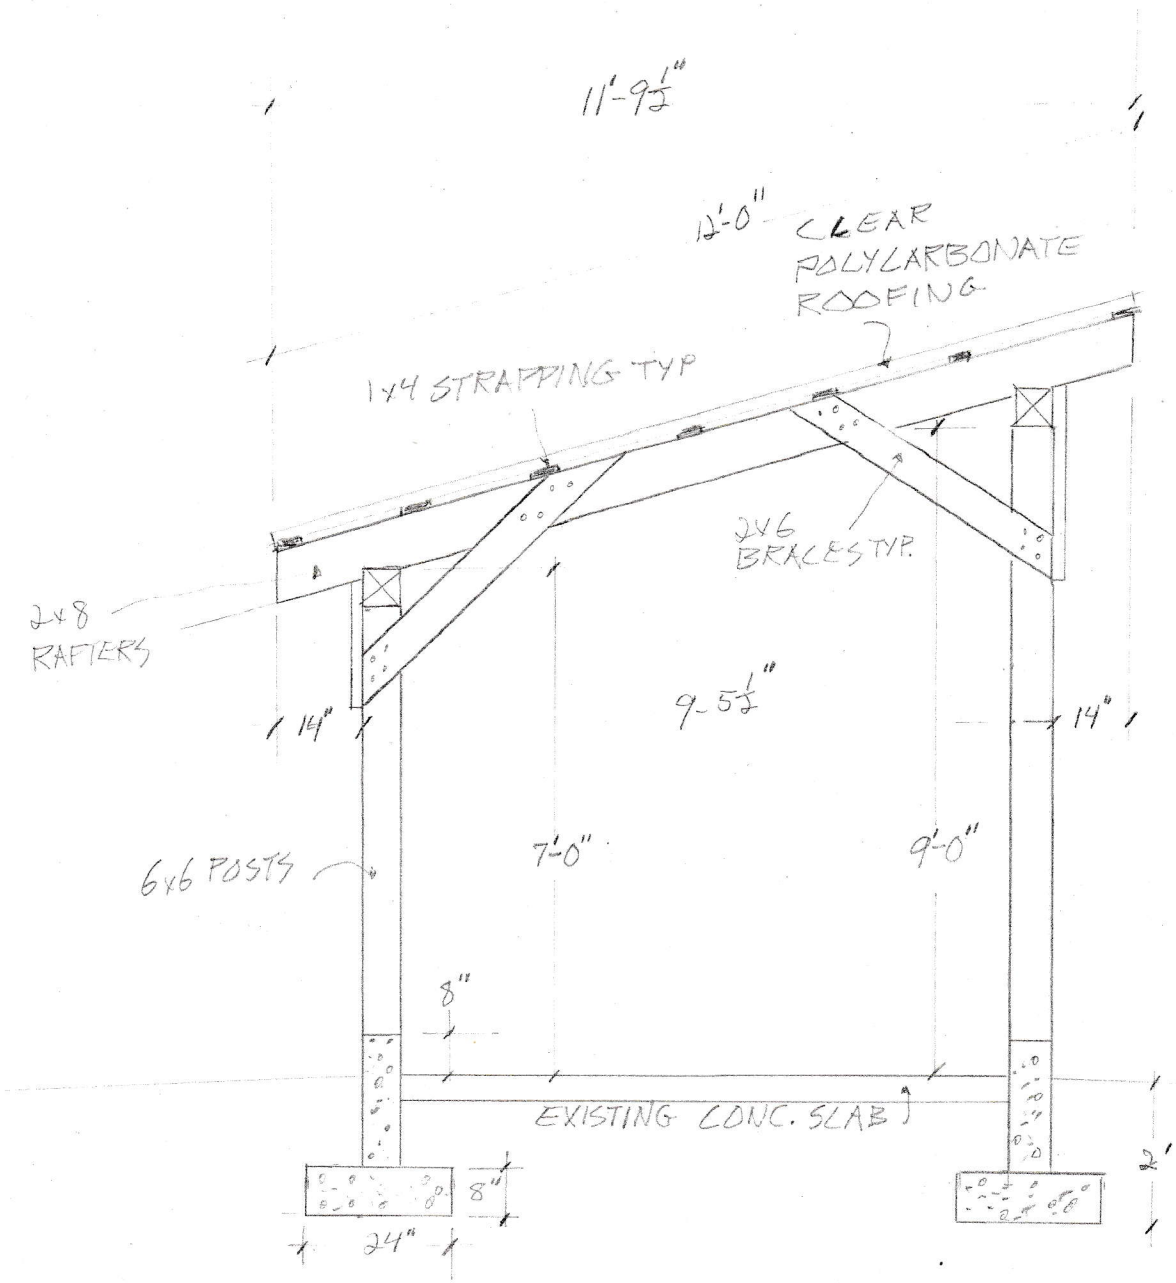 11'-9 1/2"
12'-0"
CLEAR
POLYCARBONATE
ROOFING
1x4 STRAPPING TYP
2x6
BRACES TYP.
2x8
RAFTERS
14"
9-5 1/2"
14"
7'-0"
9'-0"
6x6 POSTS
8"
EXISTING CONC. SLAB
2'
8"
24"